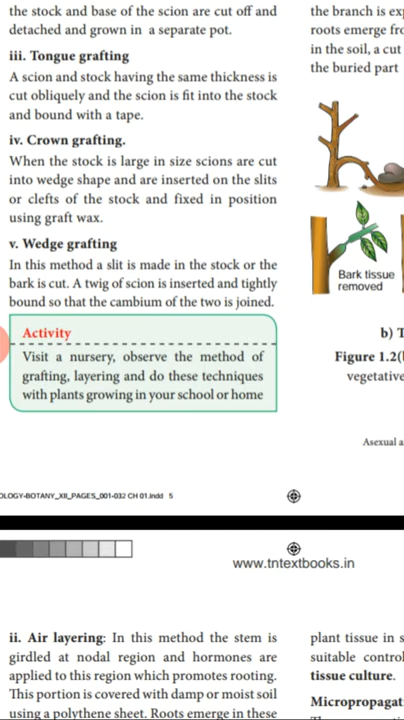 the stock and base of the scion are cut off and
detached and grown in a separate pot.
iii. Tongue grafting
A scion and stock having the same thickness is
cut obliquely and the scion is fit into the stock
and bound with a tape.
iv. Crown grafting.
When the stock is large in size scions are cut
into wedge shape and are inserted on the slits
or clefts of the stock and fixed in position
using graft wax.
v. Wedge grafting
In this method a slit is made in the stock or the
bark is cut. A twig of scion is inserted and tightly
bound so that the cambium of the two is joined.
Activity
Visit a nursery, observe the method of
grafting, layering and do these techniques
with plants growing in your school or home
the branch is
roots emerge
in the soil, a cut
the buried part
Bark tissue
removed
b)
Figure 1.2(
vegetative
Asexual
OLOGY-BOTANY_XII_PAGES_001-032 CH 01.indd 5
www.tntextbooks.in
ii. Air layering: In this method the stem is
girdled at nodal region and hormones are
applied to this region which promotes rooting.
This portion is covered with damp or moist soil
using a polythene sheet. Roots emerge in these
plant tissue in
suitable
tissue culture.